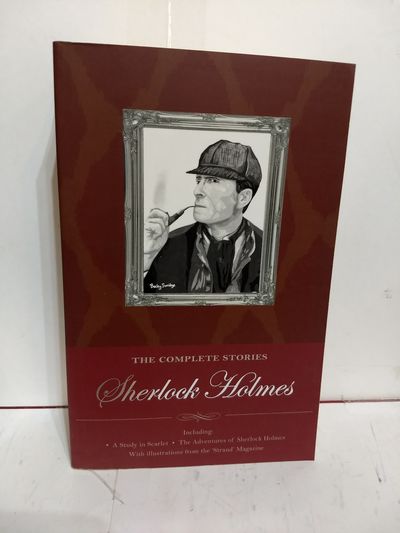 THE COMPLETE STORIES
Sherlock Holmes
Including:
• A Study in Scarlet • The Adventures of Sherlock Holmes
With illustrations from the 'Strand' Magazine